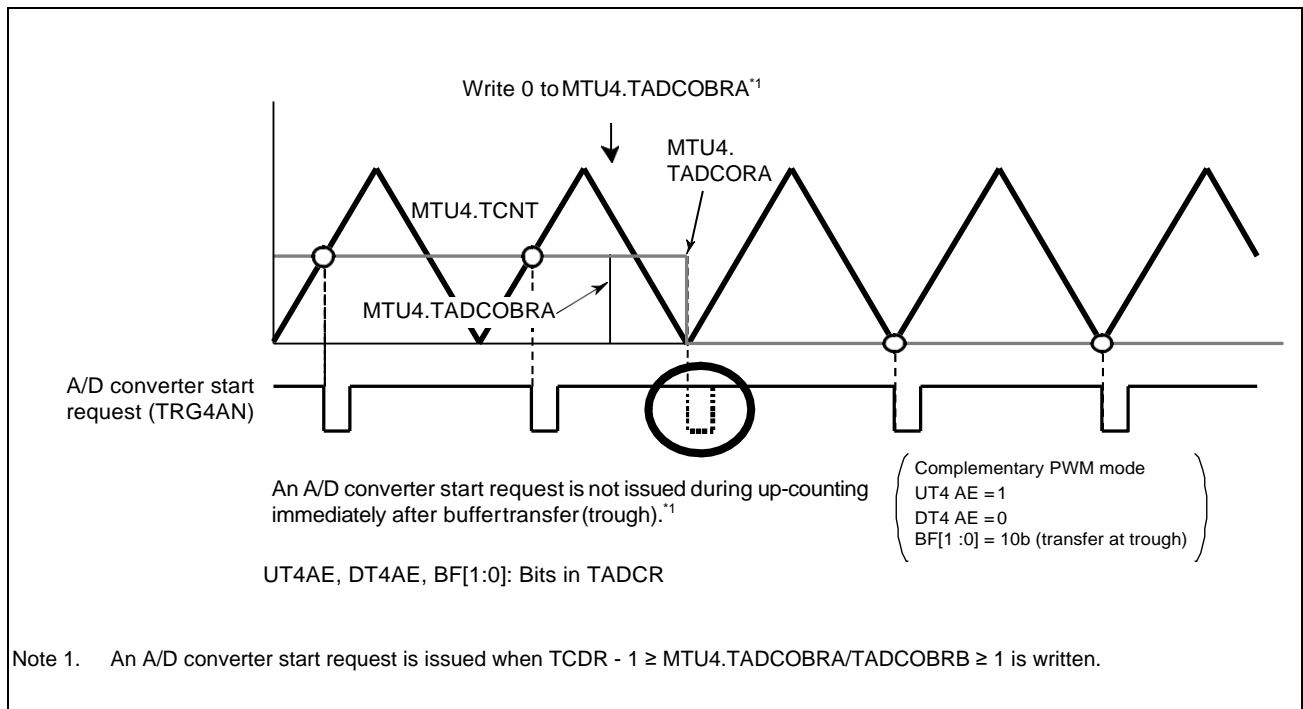 Write 0 to MTU4.TADCOBRA*1
MTU4.
TADCORA
MTU4.TCNT
MTU4.TADCOBRA
A/D converter start
request (TRG4AN)
An A/D converter start request is not issued during up-counting
immediately after buffer transfer (trough).*1
Complementary PWM mode
UT4 AE = 1
DT4 AE = 0
BF[1 :0] = 10b (transfer at trough)
UT4AE, DT4AE, BF[1:0]: Bits in TADCR
Note 1. An A/D converter start request is issued when TCDR - 1 ≥ MTU4.TADCOBRA/TADCOBRB ≥ 1 is written.